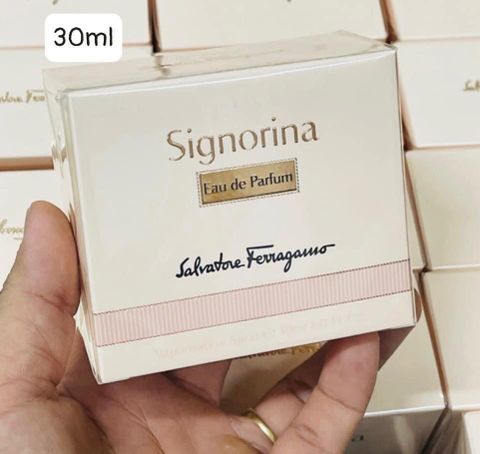 30ml
Signorina
Eau de Parfum
Salvatore Ferragamo